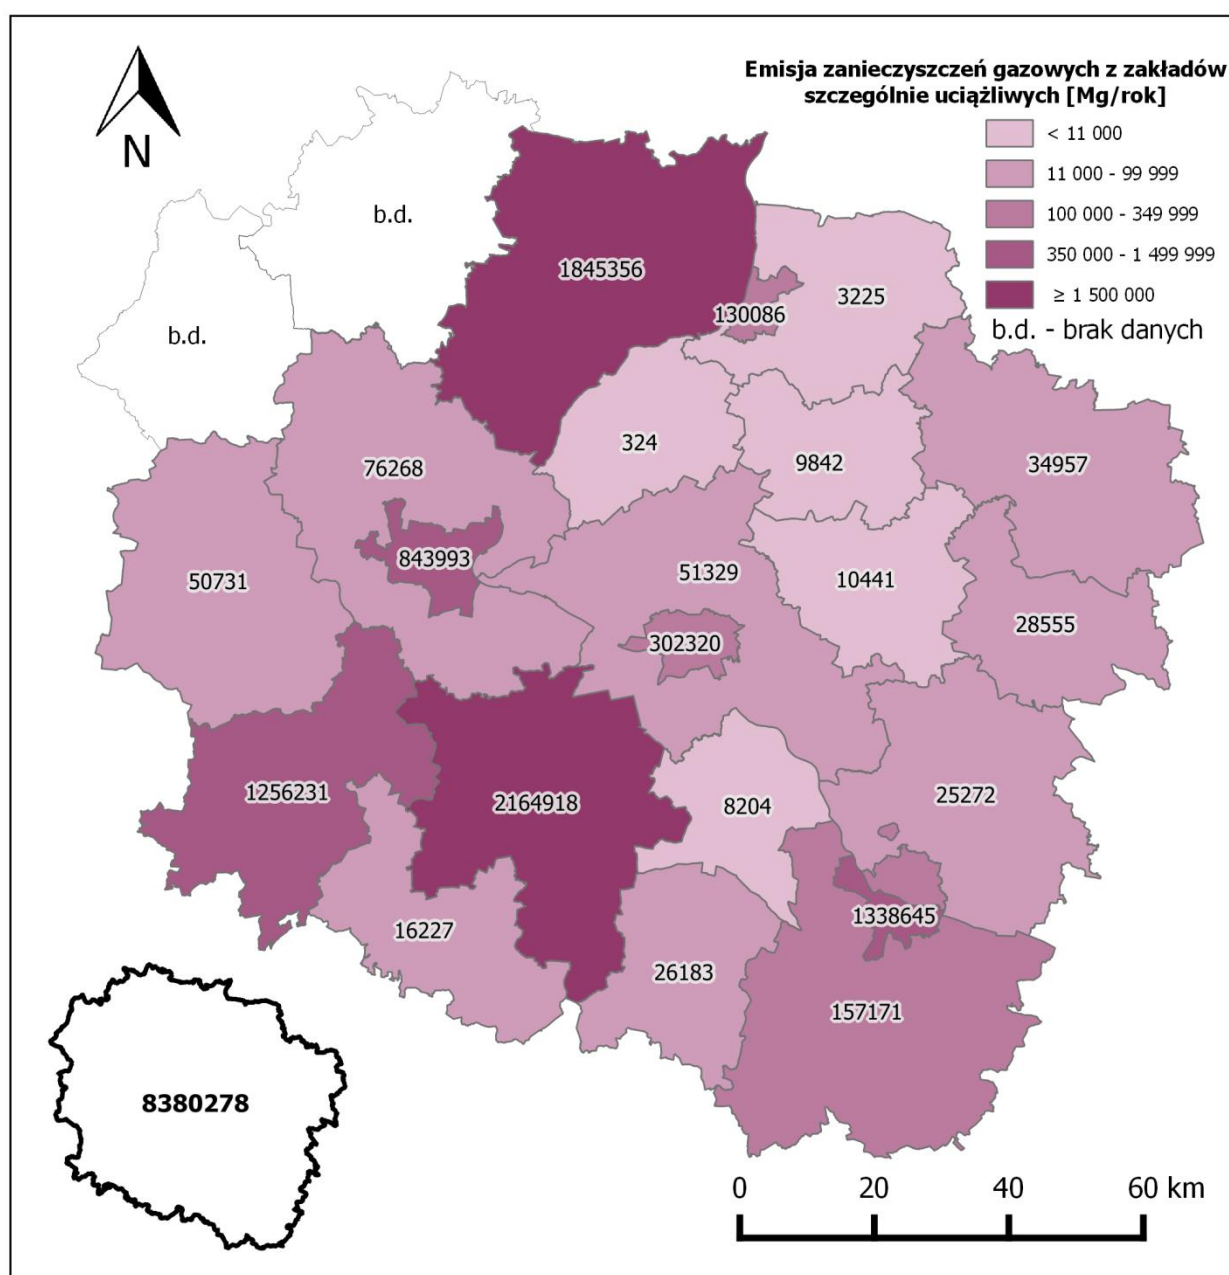 Emisja zanieczyszczeń gazowych z zakładów
szczególnie uciążliwych [Mg/rok]
< 11 000
11 000 - 99 999
100 000 - 349 999
350 000 - 1 499 999
≥ 1 500 000
b.d. - brak danych
N
b.d.
b.d.
1845356
130086
3225
324
9842
34957
76268
843993
50731
51329
10441
302320
28555
1256231
2164918
8204
25272
16227
1338645
26183
157171
8380278
0 20 40 60 km